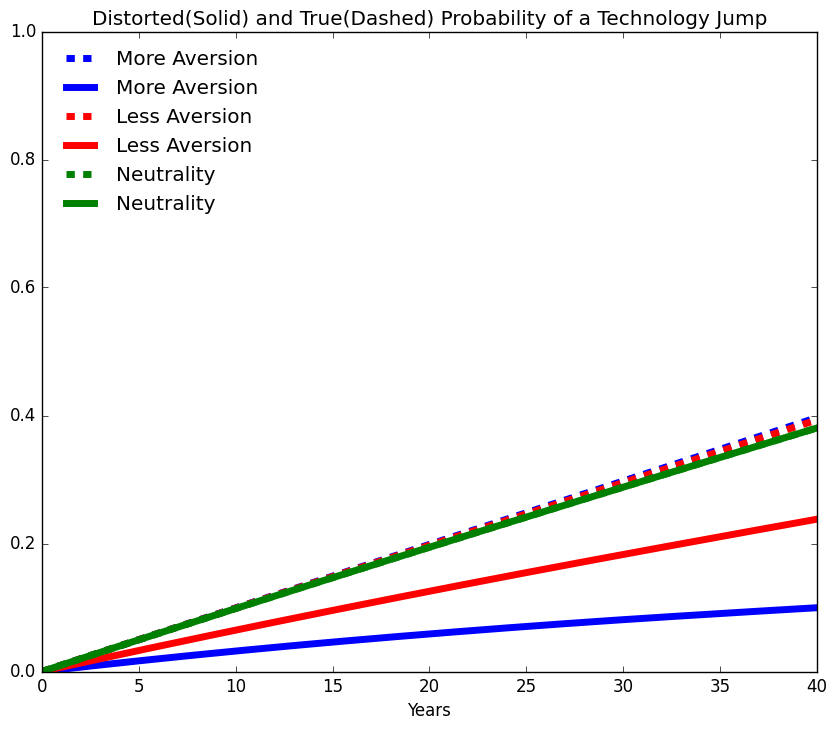 Distorted(Solid) and True(Dashed) Probability of a Technology Jump
1.0
More Aversion
More Aversion
Less Aversion
Less Aversion
Neutrality
Neutrality
0.8
0.6
0.4
0.2
0.0
0 5 10 15 20 25 30 35 40
Years